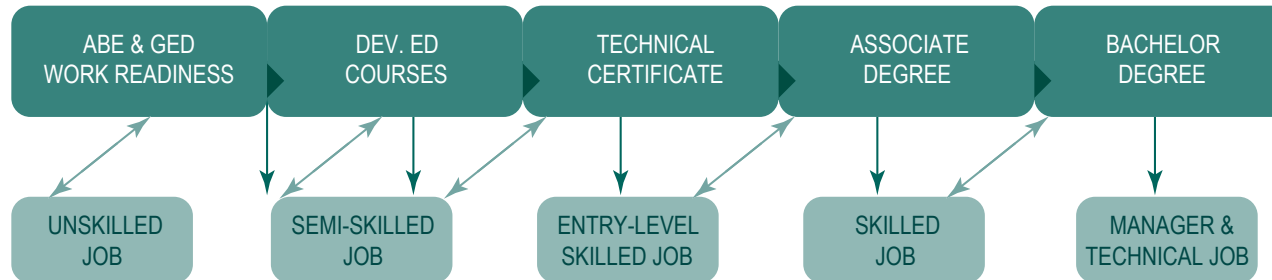 ABE & GED
WORK READINESS
DEV. ED
COURSES
TECHNICAL
CERTIFICATE
ASSOCIATE
DEGREE
BACHELOR
DEGREE
UNSKILLED
JOB
SEMI-SKILLED
JOB
ENTRY-LEVEL
SKILLED JOB
SKILLED
JOB
MANAGER &
TECHNICAL JOB